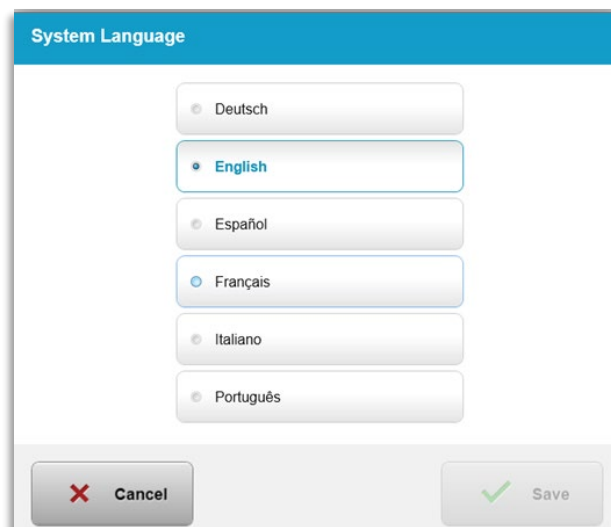 System Language
Deutsch
English
Español
Français
Italiano
Português
Cancel
Save